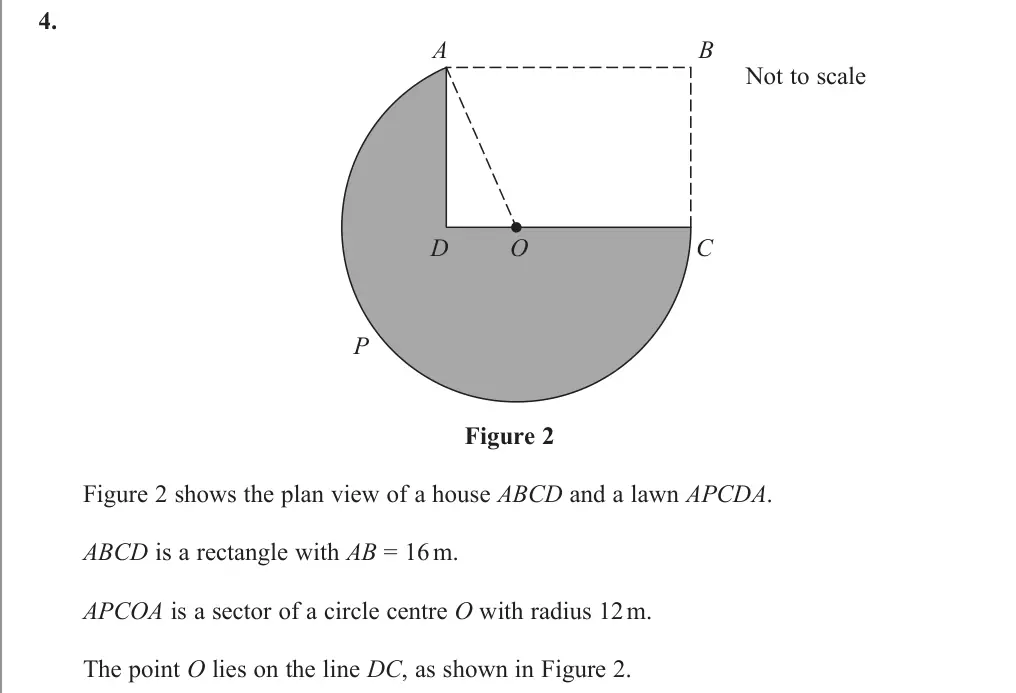 4.
A
B
Not to scale
D
O
C
P
Figure 2
Figure 2 shows the plan view of a house ABCD and a lawn APCDA.
ABCD is a rectangle with AB = 16 m.
APCOA is a sector of a circle centre O with radius 12 m.
The point O lies on the line DC, as shown in Figure 2.